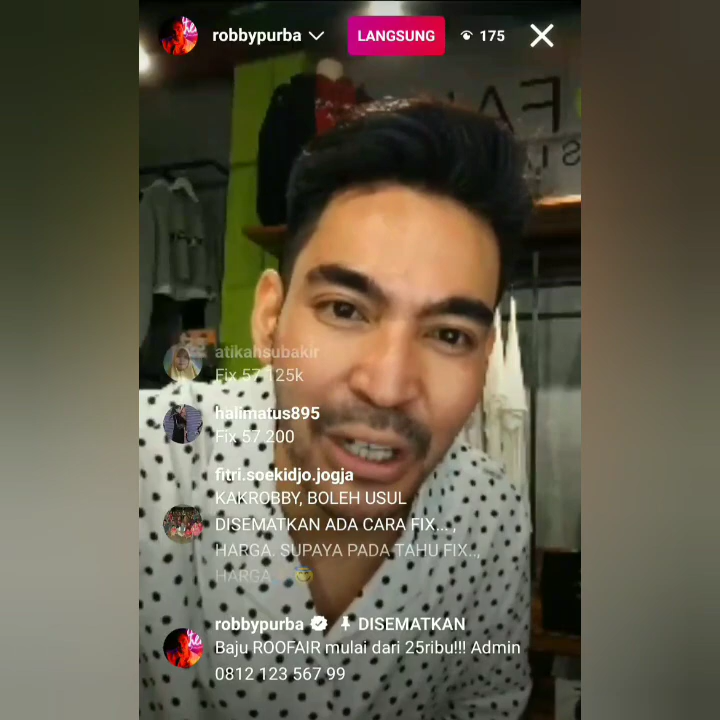 robbypurba
LANGSUNG
175
atikahsubakir
Fix 57 125k
halimatus895
Fix 57 200
fitri.soekidjo.jogja
KAKROBBY, BOLEH USUL
DISEMATKAN ADA CARA FIX... ,
HARGA. SUPAYA PADA TAHU FIX..,
HARGA
robbypurba DISEMATKAN
Baju ROOFAIR mulai dari 25ribu!!! Admin
0812 123 567 99